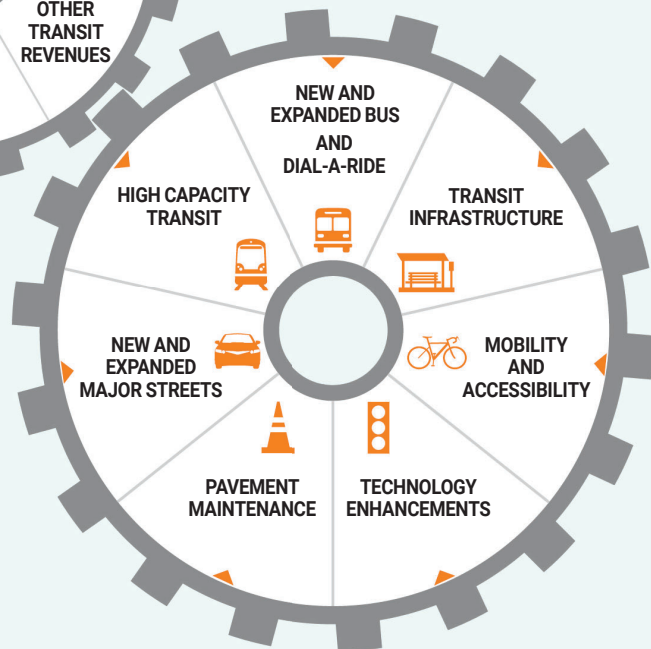 OTHER
TRANSIT
REVENUES
NEW AND
EXPANDED BUS
AND
DIAL-A-RIDE
HIGH CAPACITY
TRANSIT
TRANSIT
INFRASTRUCTURE
NEW AND
EXPANDED
MAJOR STREETS
MOBILITY
AND
ACCESSIBILITY
PAVEMENT
MAINTENANCE
TECHNOLOGY
ENHANCEMENTS